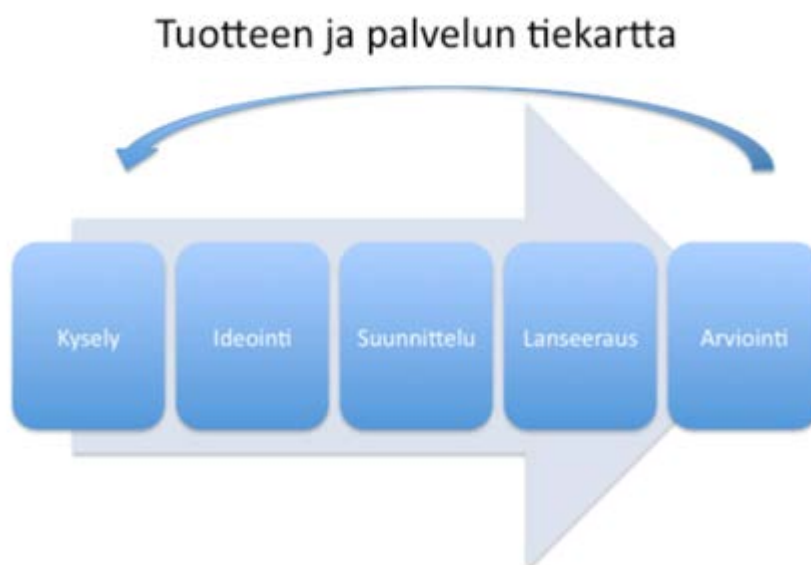 Tuotteen ja palvelun tiekartta
Kysely
Ideointi
Suunnittelu
Lanseeraus
Arviointi